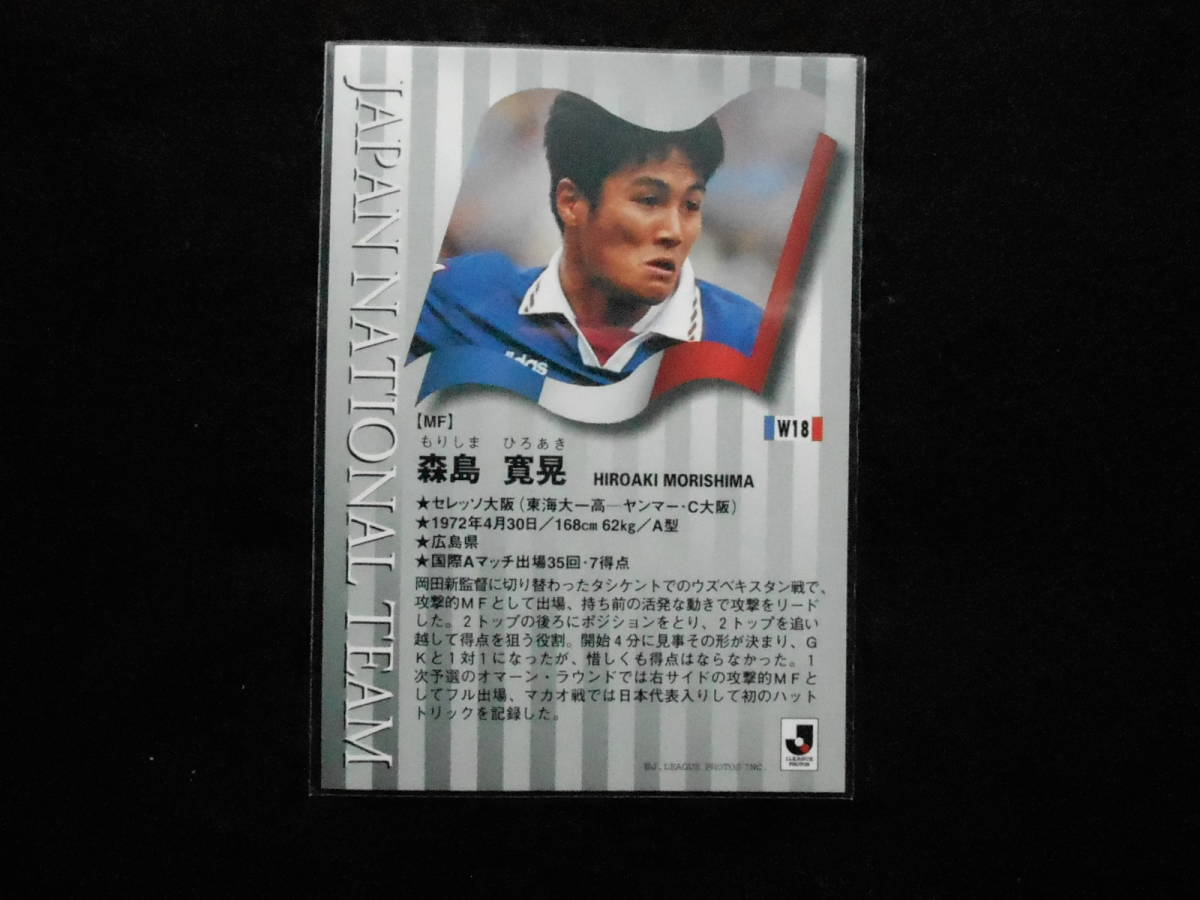 JAPAN NATIONAL TEAM
adidas
【MF】
W18
もりしま ひろあき
森島 寛晃 HIROAKI MORISHIMA
★セレッソ大阪(東海大一高―ヤンマー・C大阪)
★1972年4月30日／168cm 62kg／A型
★広島県
★国際Aマッチ出場35回・7得点
岡田新監督に切り替わったタシケントでのウズベキスタン戦で、
攻撃的MFとして出場、持ち前の活発な動きで攻撃をリード
した。2トップの後ろにポジションをとり、2トップを追い
越して得点を狙う役割。開始4分に見事その形が決まり、G
Kと1対1になったが、惜しくも得点はならなかった。1
次予選のオマーン・ラウンドでは右サイドの攻撃的MFと
してフル出場、マカオ戦では日本代表入りして初のハット
トリックを記録した。
J.LEAGUE PHOTOS
J.LEAGUE PHOTOS INC.